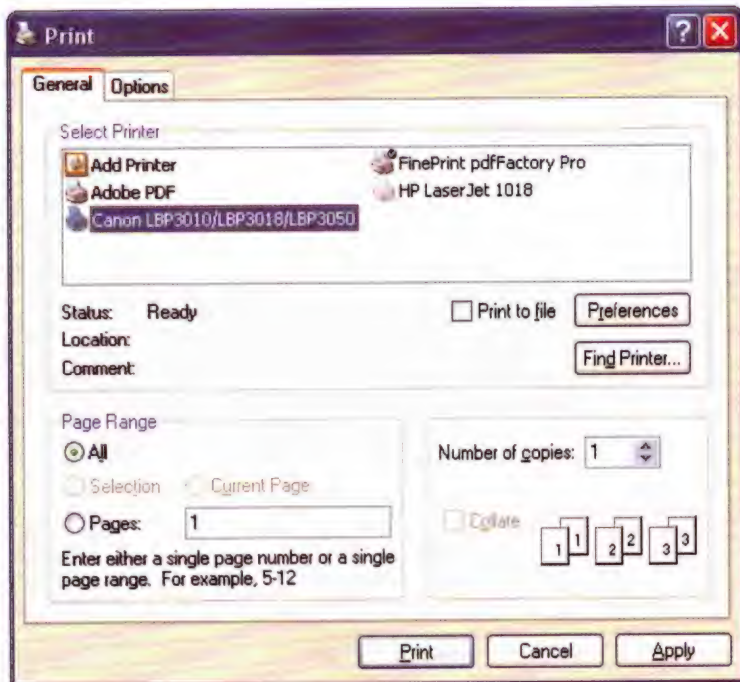 Print
General Options
Select Printer
Add Printer
Adobe PDF
Canon LBP3010/LBP3018/LBP3050
FinePrint pdfFactory Pro
HP LaserJet 1018
Status: Ready
Location:
Comment:
Print to file
Preferences
Find Printer...
Page Range
All
Selection Current Page
Pages: 1
Enter either a single page number or a single
page range. For example, 5-12
Number of copies: 1
Collate
1 1 2 2 3 3
Print Cancel Apply